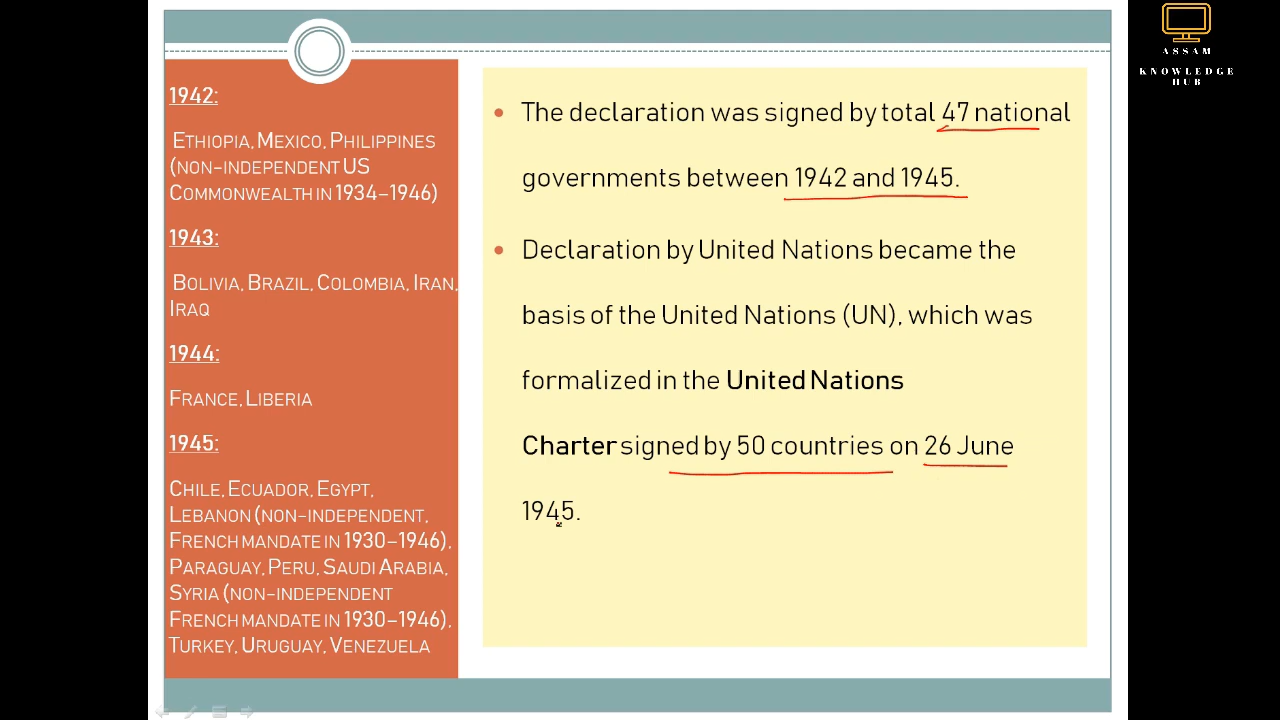 1942:
ETHIOPIA, MEXICO, PHILIPPINES
(NON-INDEPENDENT US
COMMONWEALTH IN 1934–1946)
1943:
BOLIVIA, BRAZIL, COLOMBIA, IRAN,
IRAQ
1944:
FRANCE, LIBERIA
1945:
CHILE, ECUADOR, EGYPT,
LEBANON (NON-INDEPENDENT,
FRENCH MANDATE IN 1930–1946),
PARAGUAY, PERU, SAUDI ARABIA,
SYRIA (NON-INDEPENDENT
FRENCH MANDATE IN 1930–1946),
TURKEY, URUGUAY, VENEZUELA
• The declaration was signed by total 47 national
governments between 1942 and 1945.
• Declaration by United Nations became the
basis of the United Nations (UN), which was
formalized in the United Nations
Charter signed by 50 countries on 26 June
1945.
ASSAM
KNOWLEDGE
HUB